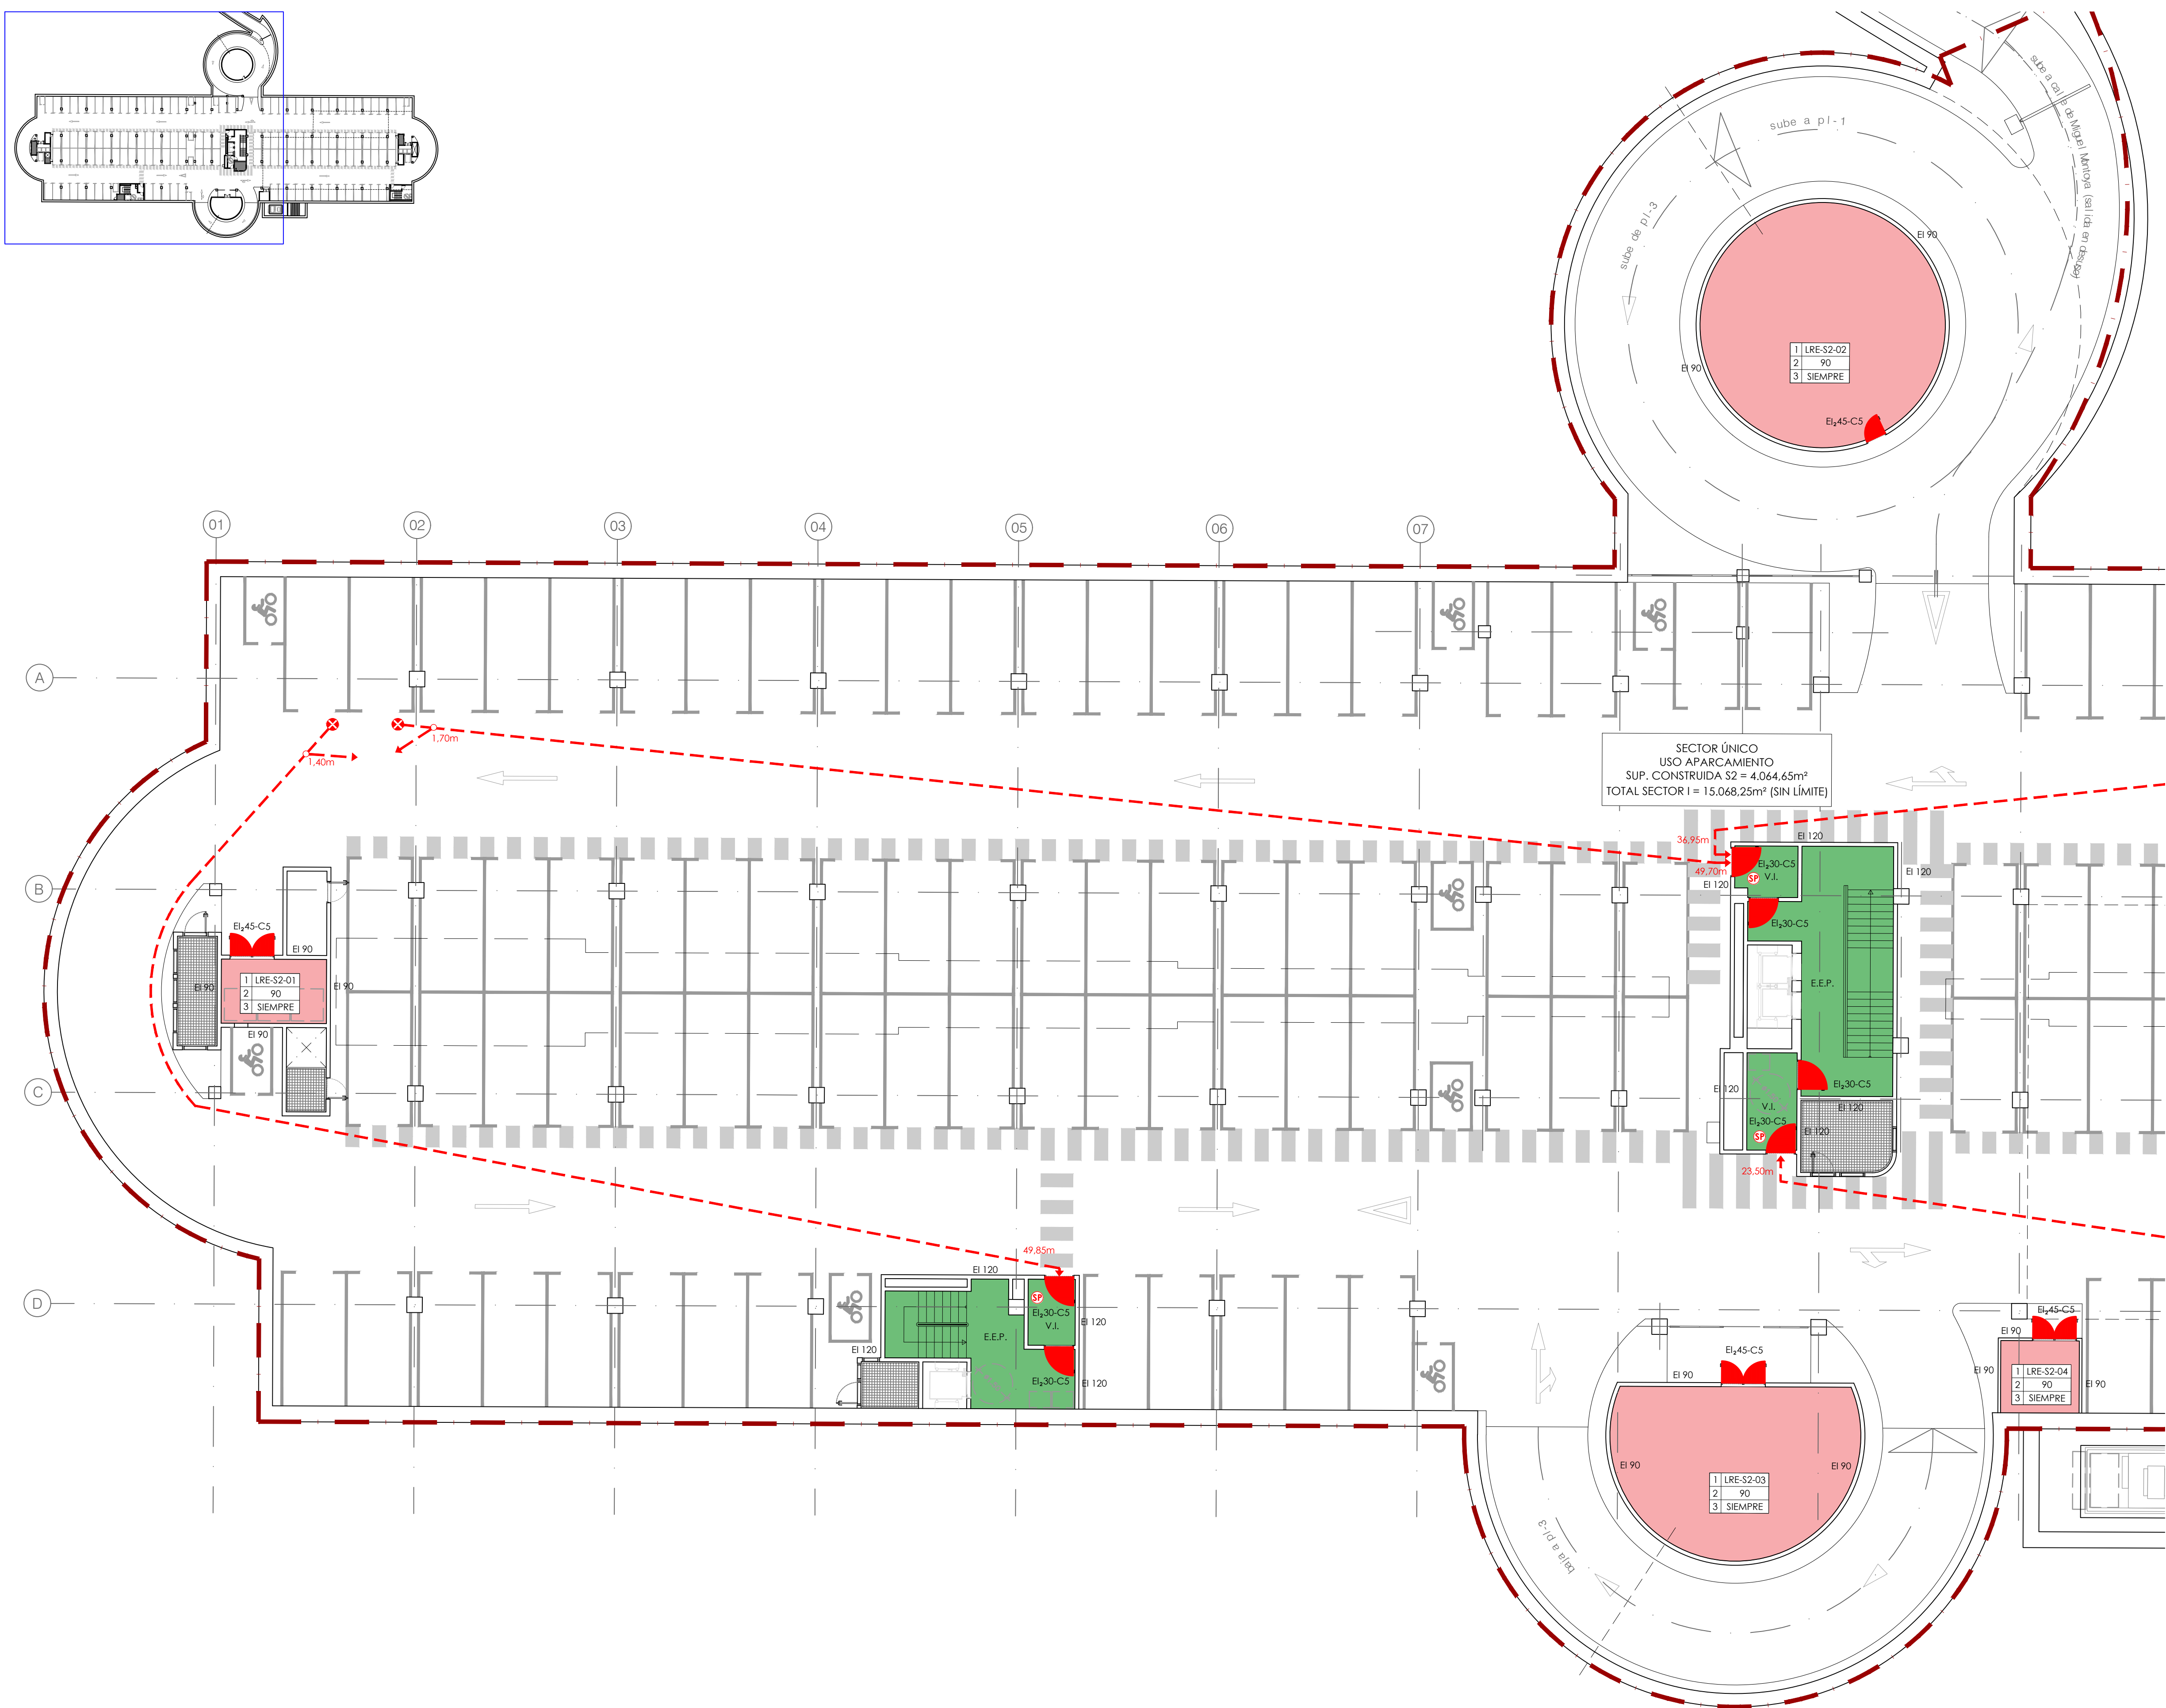 sube a pl-1
sube de pl-3
sube a calle de Miguel Montoya (salida en desuso)
EI 90
EI 90
1 LRE-S2-02
2 90
3 SIEMPRE
EI₂45-C5
01
02
03
04
05
06
07
A
1,70m
1,40m
SECTOR ÚNICO
USO APARCAMIENTO
SUP. CONSTRUIDA S2 = 4.064,65m²
TOTAL SECTOR I = 15.068,25m² (SIN LÍMITE)
36,95m
EI 120
EI₂30-C5
49,70m
SP
V.I.
EI 120
EI 120
B
EI₂30-C5
EI₂45-C5
EI 90
E.E.P.
1 LRE-S2-01
2 90
3 SIEMPRE
EI 90
EI 90
EI 90
C
EI₂30-C5
EI 120
V.I.
EI 120
EI₂30-C5
SP
EI 120
23,50m
49,85m
EI 120
D
SP
EI₂30-C5
V.I.
EI 120
E.E.P.
EI 120
EI₂30-C5
EI 120
EI₂45-C5
EI 90
EI₂45-C5
EI 90
EI 90
1 LRE-S2-04
2 90
3 SIEMPRE
EI 90
EI 90
EI 90
1 LRE-S2-03
2 90
3 SIEMPRE
baja a pl-3